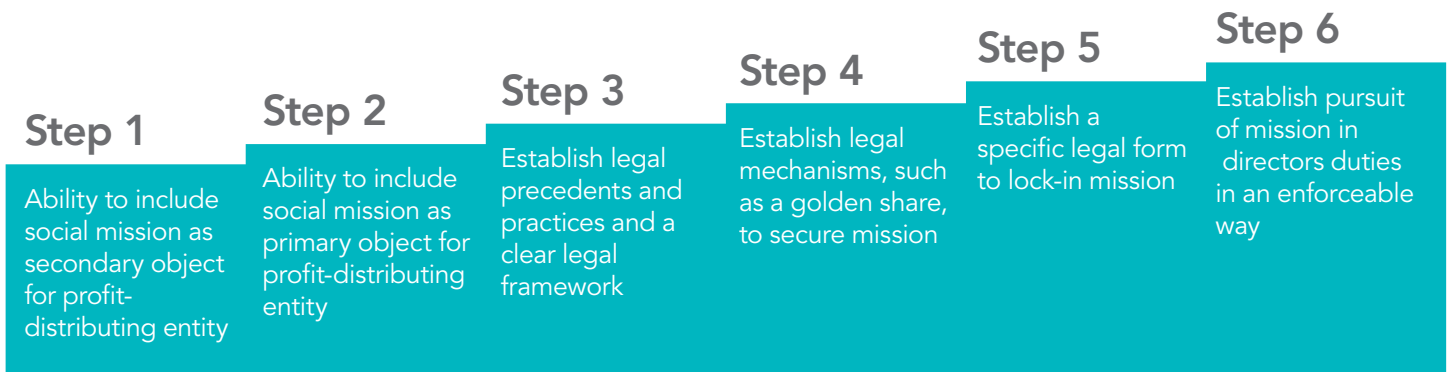 Step 1
Ability to include
social mission as
secondary object
for profit-
distributing entity
Step 2
Ability to include
social mission as
primary object for
profit-distributing
entity
Step 3
Establish legal
precedents and
practices and a
clear legal
framework
Step 4
Establish legal
mechanisms, such
as a golden share,
to secure mission
Step 5
Establish a
specific legal form
to lock-in mission
Step 6
Establish pursuit
of mission in
directors duties
in an enforceable
way